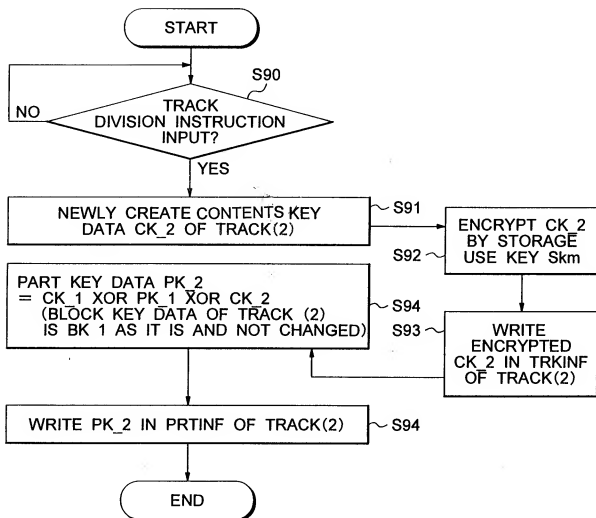 START
S90
TRACK
DIVISION INSTRUCTION
INPUT?
NO
YES
NEWLY CREATE CONTENTS KEY
DATA CK_2 OF TRACK(2)
S91
ENCRYPT CK_2
BY STORAGE
USE KEY Skm
S92
WRITE
ENCRYPTED
CK_2 IN TRKINF
OF TRACK(2)
S93
PART KEY DATA PK_2
= CK_1 XOR PK_1 XOR CK_2
(BLOCK KEY DATA OF TRACK (2)
IS BK 1 AS IT IS AND NOT CHANGED)
S94
WRITE PK_2 IN PRTINF OF TRACK(2)
S94
END